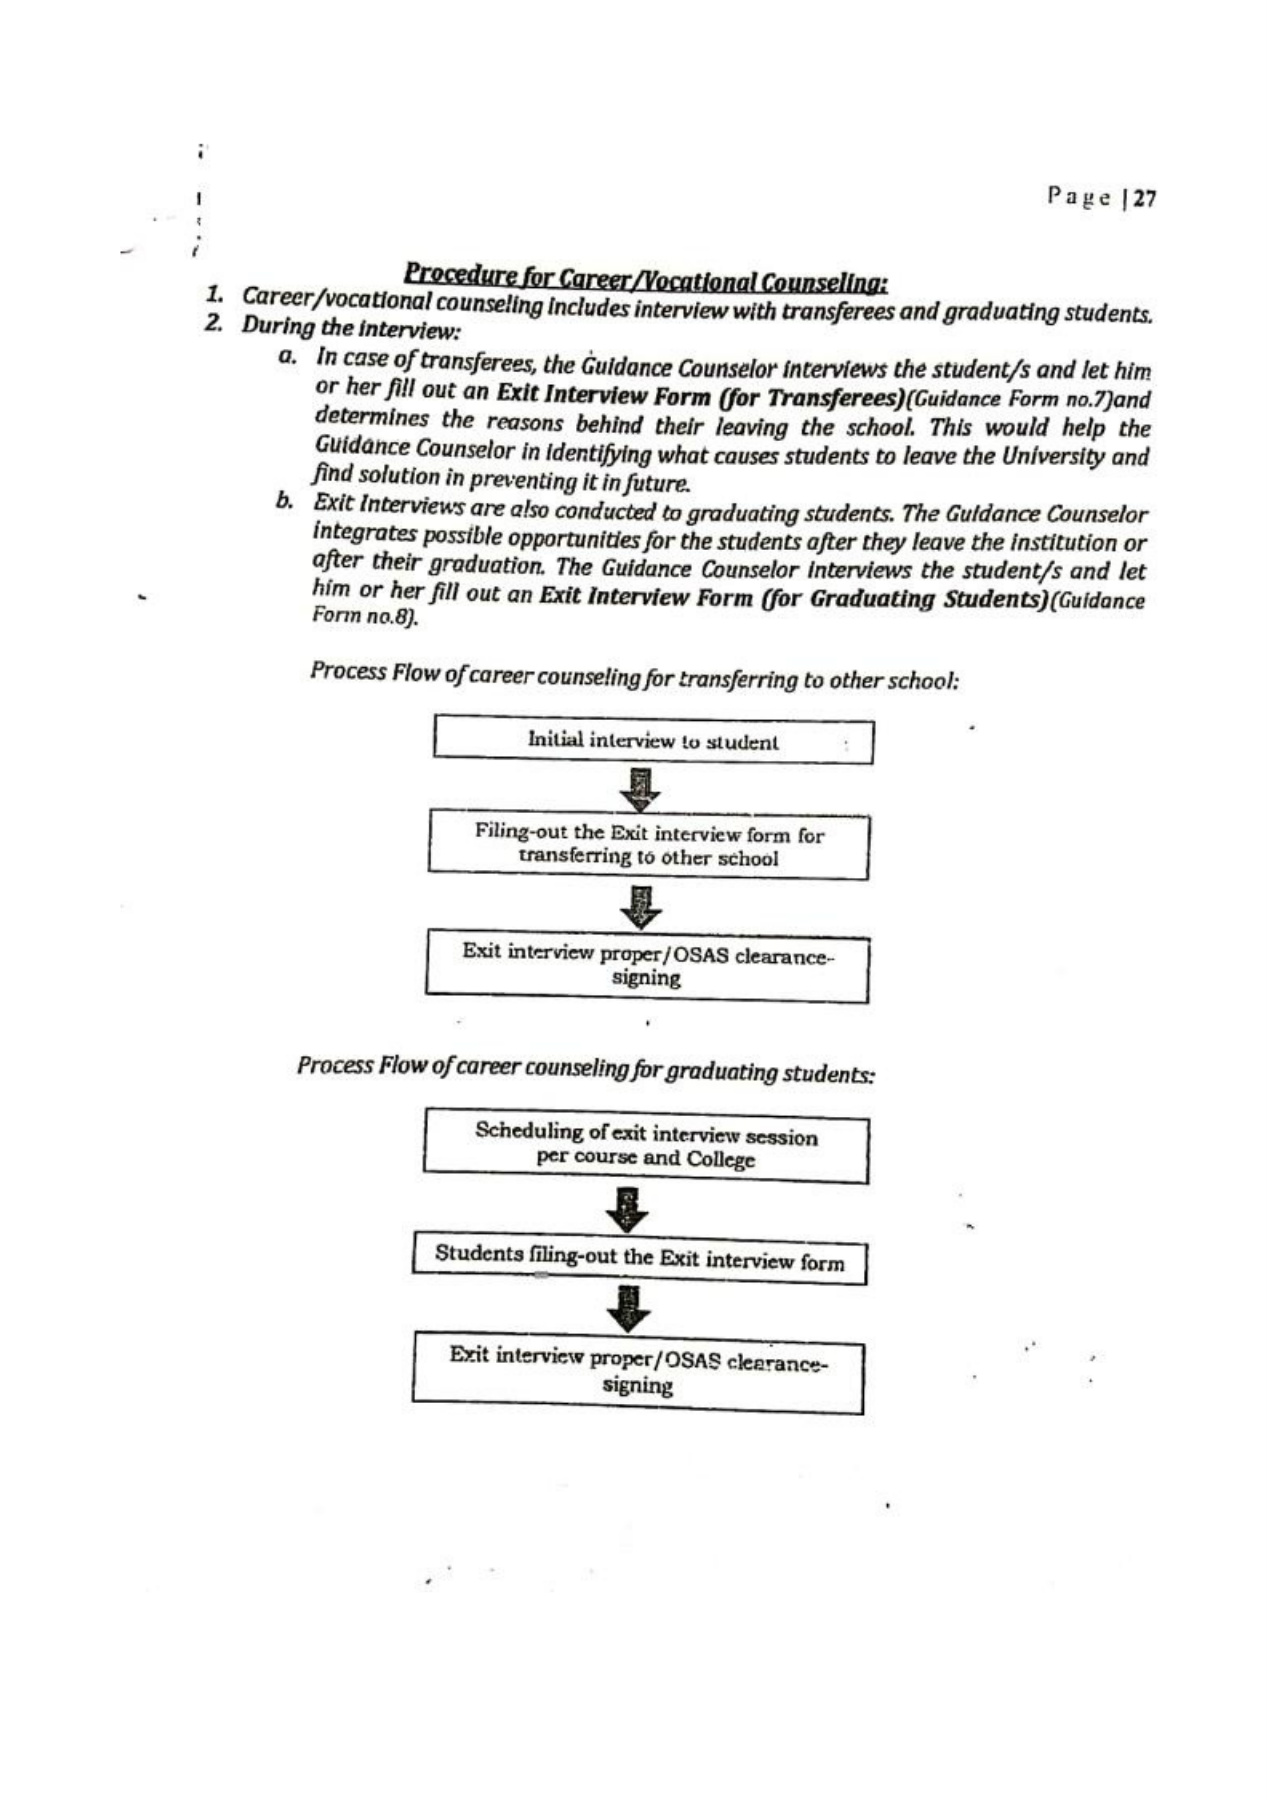 Page |27
Procedure for Career/Vocational Counseling:
1. Career/vocational counseling includes interview with transferees and graduating students.
2. During the interview:
a. In case of transferees, the Guidance Counselor interviews the student/s and let him
or her fill out an Exit Interview Form (for Transferees)(Guidance Form no.7)and
determines the reasons behind their leaving the school. This would help the
Guidance Counselor in identifying what causes students to leave the University and
find solution in preventing it in future.
b. Exit Interviews are also conducted to graduating students. The Guidance Counselor
integrates possible opportunities for the students after they leave the institution or
after their graduation. The Guidance Counselor interviews the student/s and let
him or her fill out an Exit Interview Form (for Graduating Students)(Guidance
Form no.8).
Process Flow of career counseling for transferring to other school:
Initial interview to student
Filing-out the Exit interview form for
transferring to other school
Exit interview proper/OSAS clearance-
signing
Process Flow of career counseling for graduating students:
Scheduling of exit interview session
per course and College
Students filing-out the Exit interview form
Exit interview proper/OSAS clearance-
signing